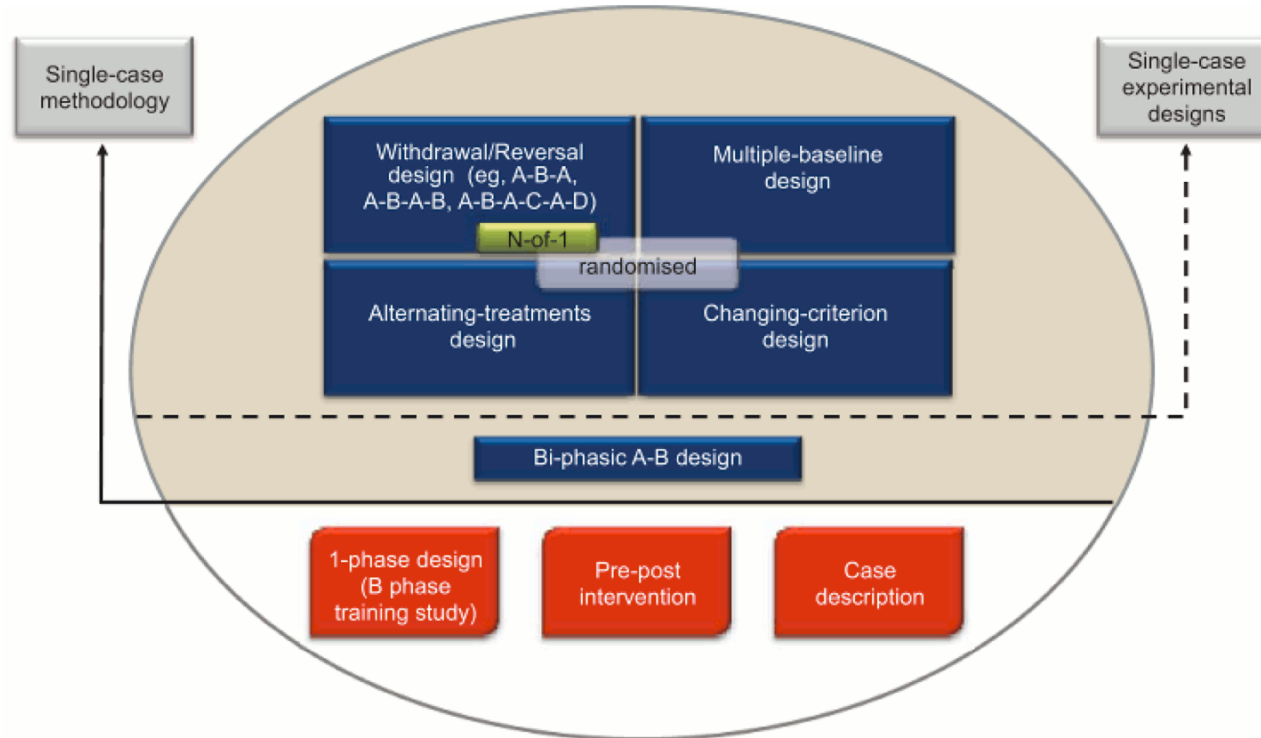 Single-case
methodology
Single-case
experimental
designs
Withdrawal/Reversal
design (eg, A-B-A,
A-B-A-B, A-B-A-C-A-D)
Multiple-baseline
design
N-of-1
randomised
Alternating-treatments
design
Changing-criterion
design
Bi-phasic A-B design
1-phase design
(B phase
training study)
Pre-post
intervention
Case
description